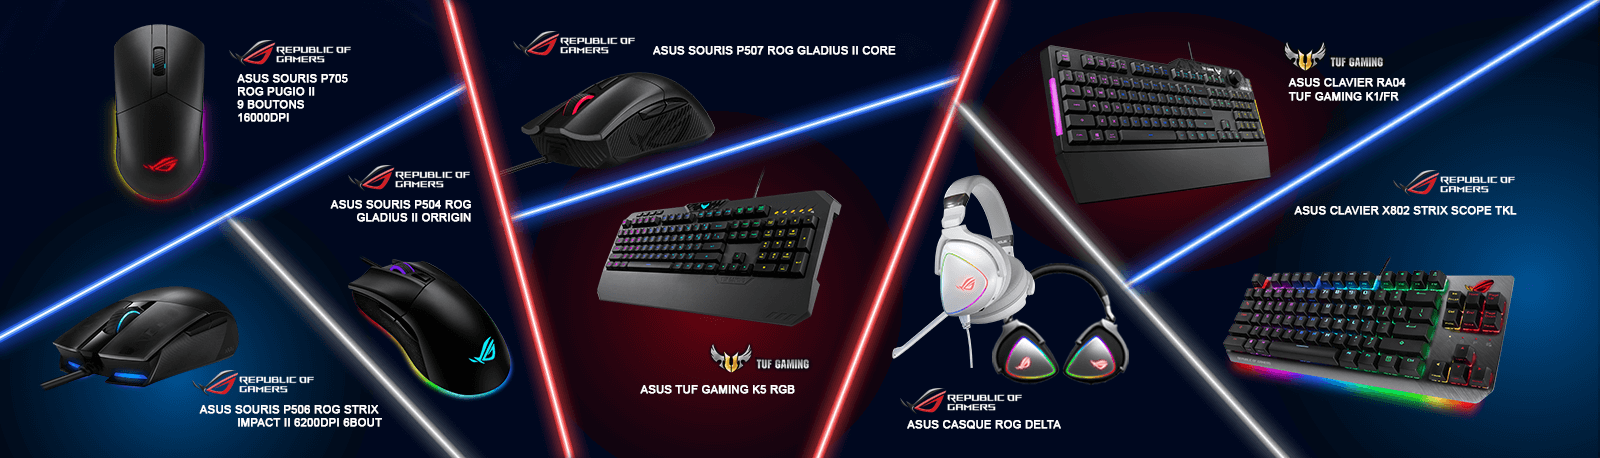 REPUBLIC OF
GAMERS
ASUS SOURIS P705
ROG PUGIO II
9 BOUTONS
16000DPI
REPUBLIC OF
GAMERS
ASUS SOURIS P504 ROG
GLADIUS II ORRIGIN
REPUBLIC OF
GAMERS
ASUS SOURIS P506 ROG STRIX
IMPACT II 6200DPI 6BOUT
REPUBLIC OF
GAMERS
ASUS SOURIS P507 ROG GLADIUS II CORE
TUF GAMING
ASUS TUF GAMING K5 RGB
REPUBLIC OF
GAMERS
ASUS CASQUE ROG DELTA
TUF GAMING
ASUS CLAVIER RA04
TUF GAMING K1/FR
REPUBLIC OF
GAMERS
ASUS CLAVIER X802 STRIX SCOPE TKL